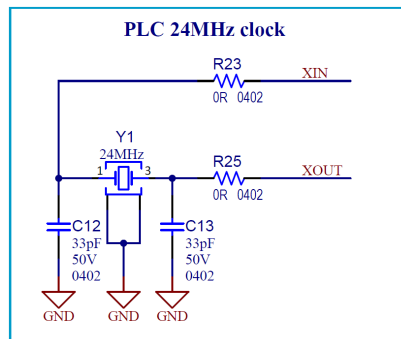 PLC 24MHz clock
R23
XIN
0R 0402
Y1
24MHz
R25
XOUT
1
3
0R 0402
C12
33pF
50V
0402
C13
33pF
50V
0402
GND
GND
GND